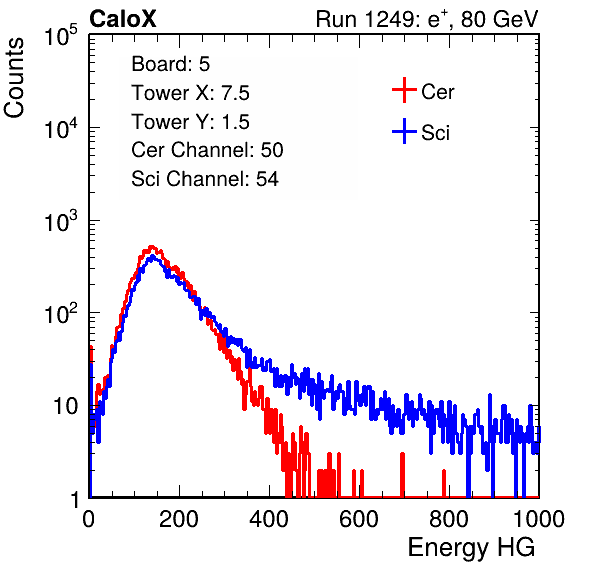 CaloX Run 1249: e⁺, 80 GeV
Counts
Board: 5
Tower X: 7.5
Tower Y: 1.5
Cer Channel: 50
Sci Channel: 54
Cer
Sci
10⁵
10⁴
10³
10²
10
1
0 200 400 600 800 1000
Energy HG